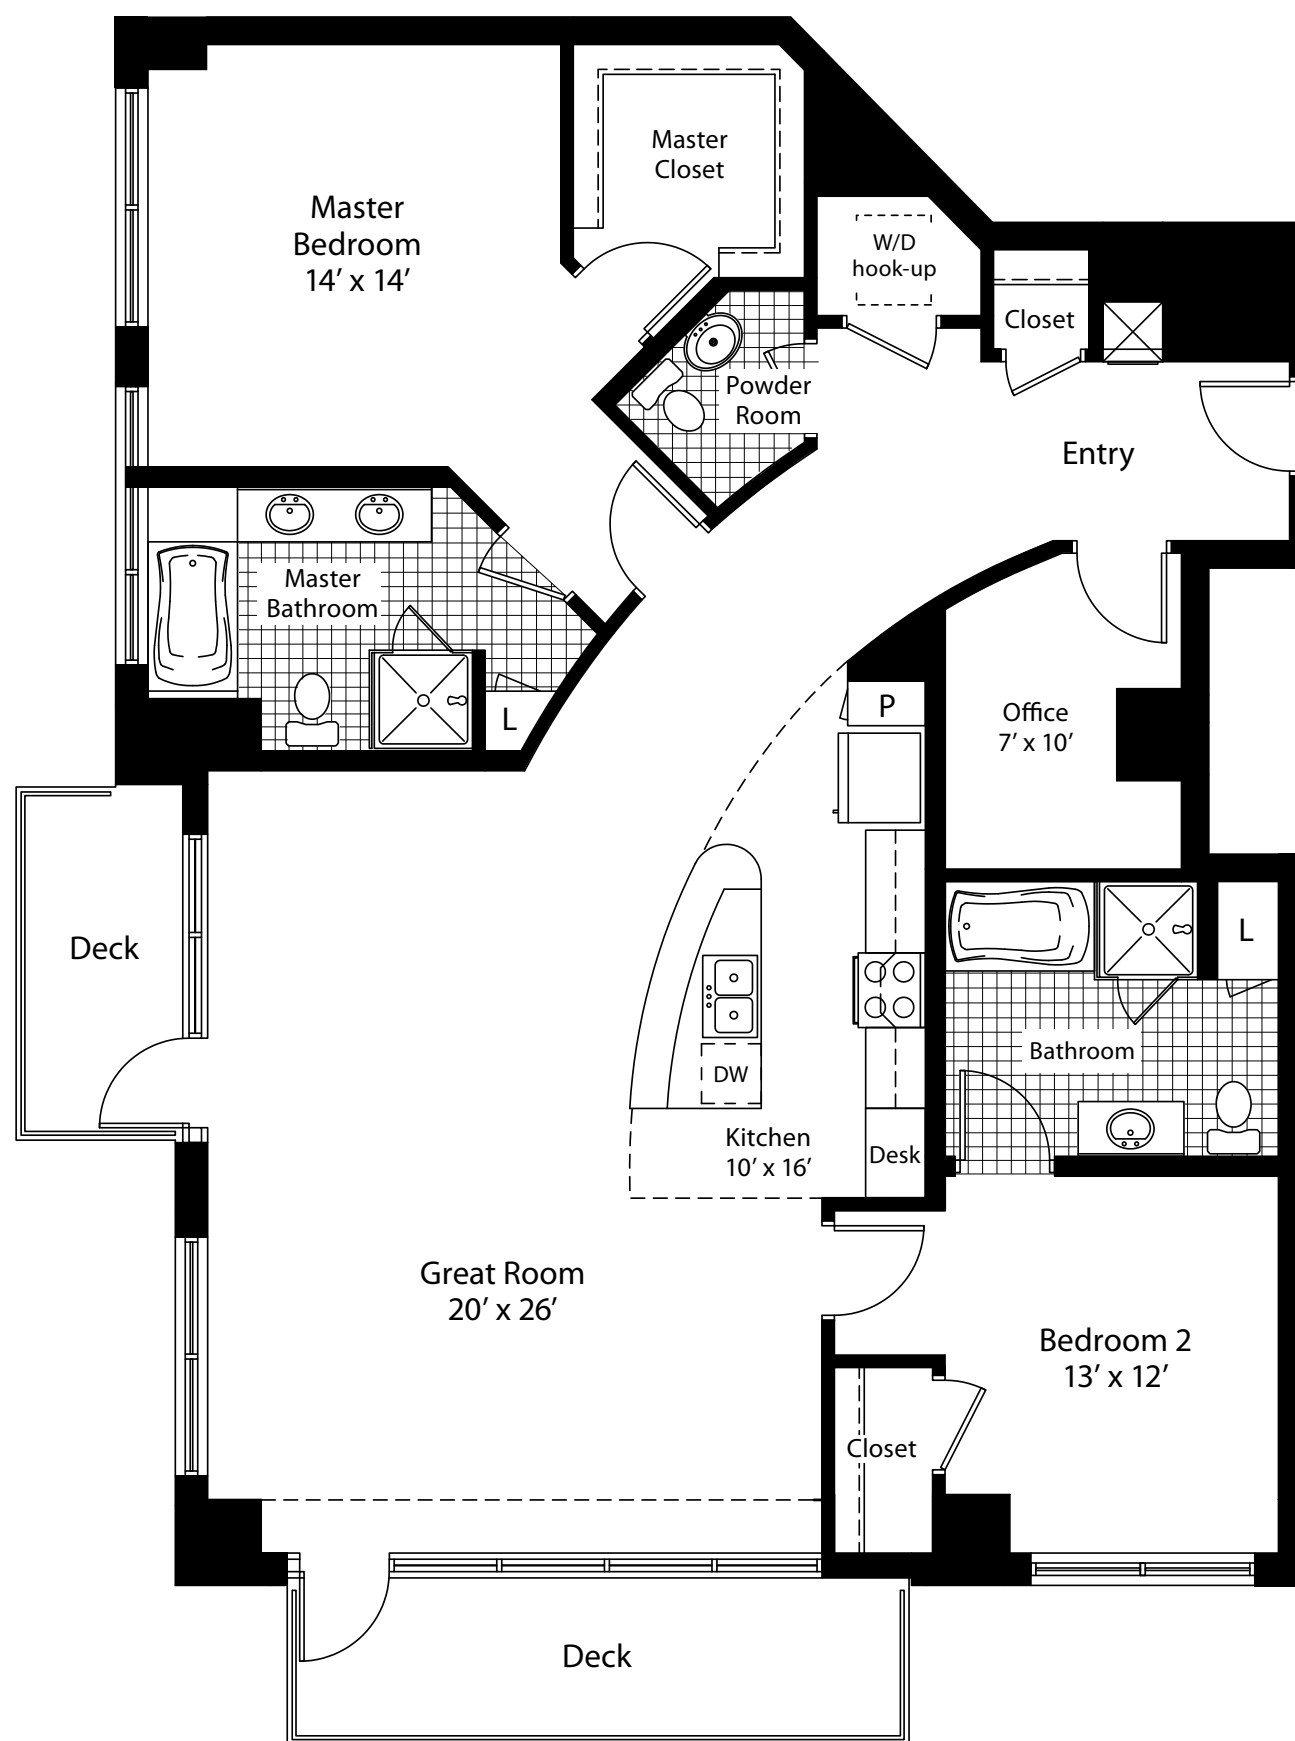 Master
Closet
Master
Bedroom
14’ x 14’
W/D
hook-up
Closet
Powder
Room
Entry
Master
Bathroom
L
P
Office
7’ x 10’
Deck
L
Bathroom
DW
Kitchen
10’ x 16’
Desk
Great Room
20’ x 26’
Bedroom 2
13’ x 12’
Closet
Deck